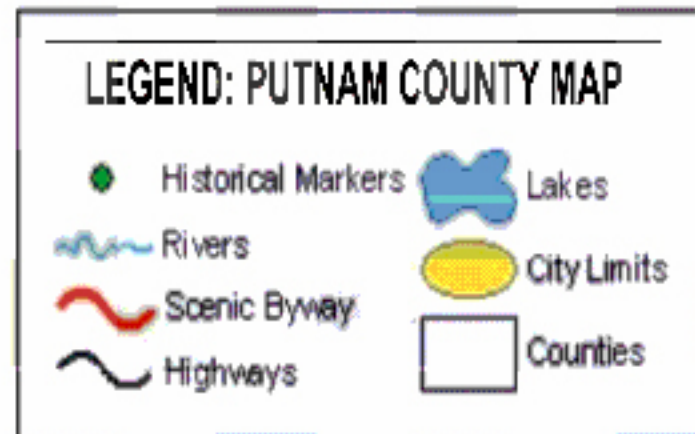 LEGEND: PUTNAM COUNTY MAP
Historical Markers
Rivers
Scenic Byway
Highways
Lakes
City Limits
Counties